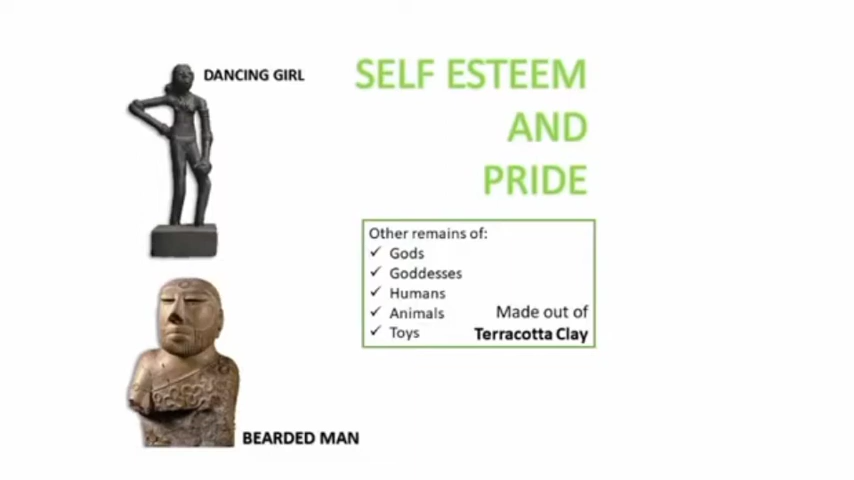 DANCING GIRL
SELF ESTEEM
AND
PRIDE
Other remains of:
✓ Gods
✓ Goddesses
✓ Humans
✓ Animals
✓ Toys
Made out of
Terracotta Clay
BEARDED MAN